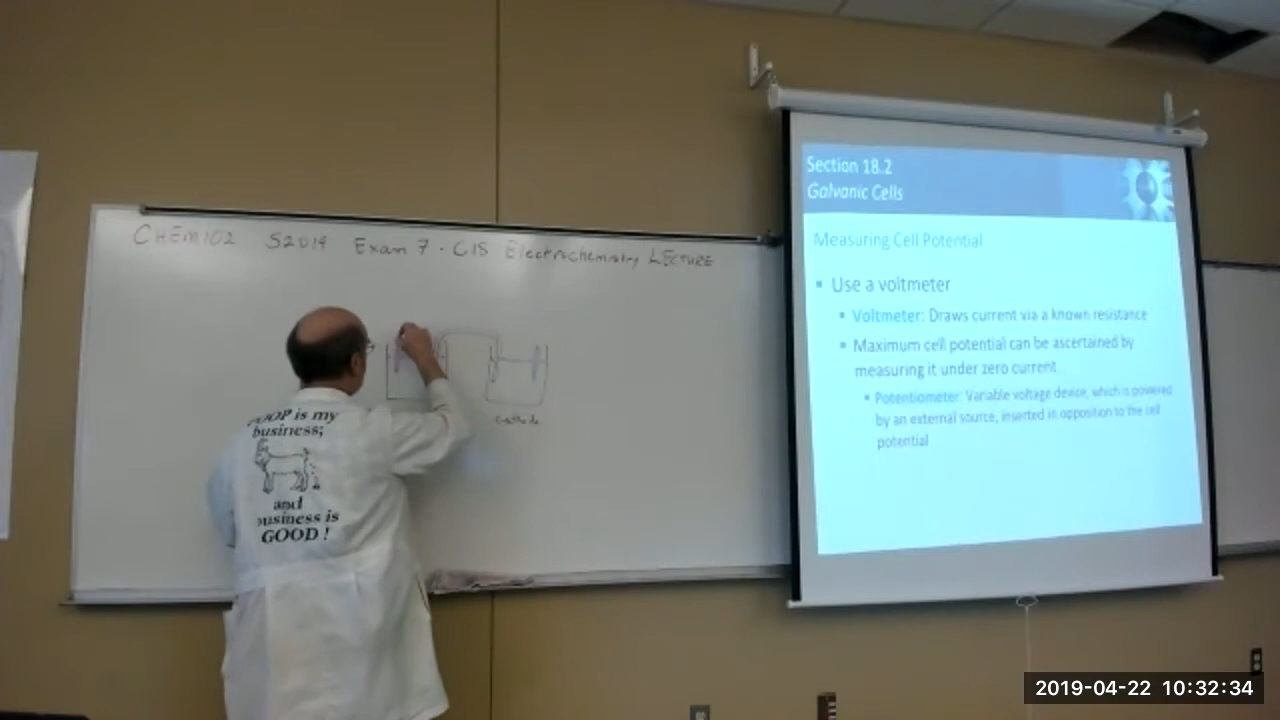 CHEM102 S2019 Exam 7 - C18 Electrochemistry LECTURE
Cathode
POOP is my
business;
and
business is
GOOD!
Section 18.2
Galvanic Cells
Measuring Cell Potential
▪ Use a voltmeter
▪ Voltmeter: Draws current via a known resistance
▪ Maximum cell potential can be ascertained by
measuring it under zero current
▪ Potentiometer: Variable voltage device, which is powered
by an external source, inserted in opposition to the cell
potential
2019-04-22 10:32:34